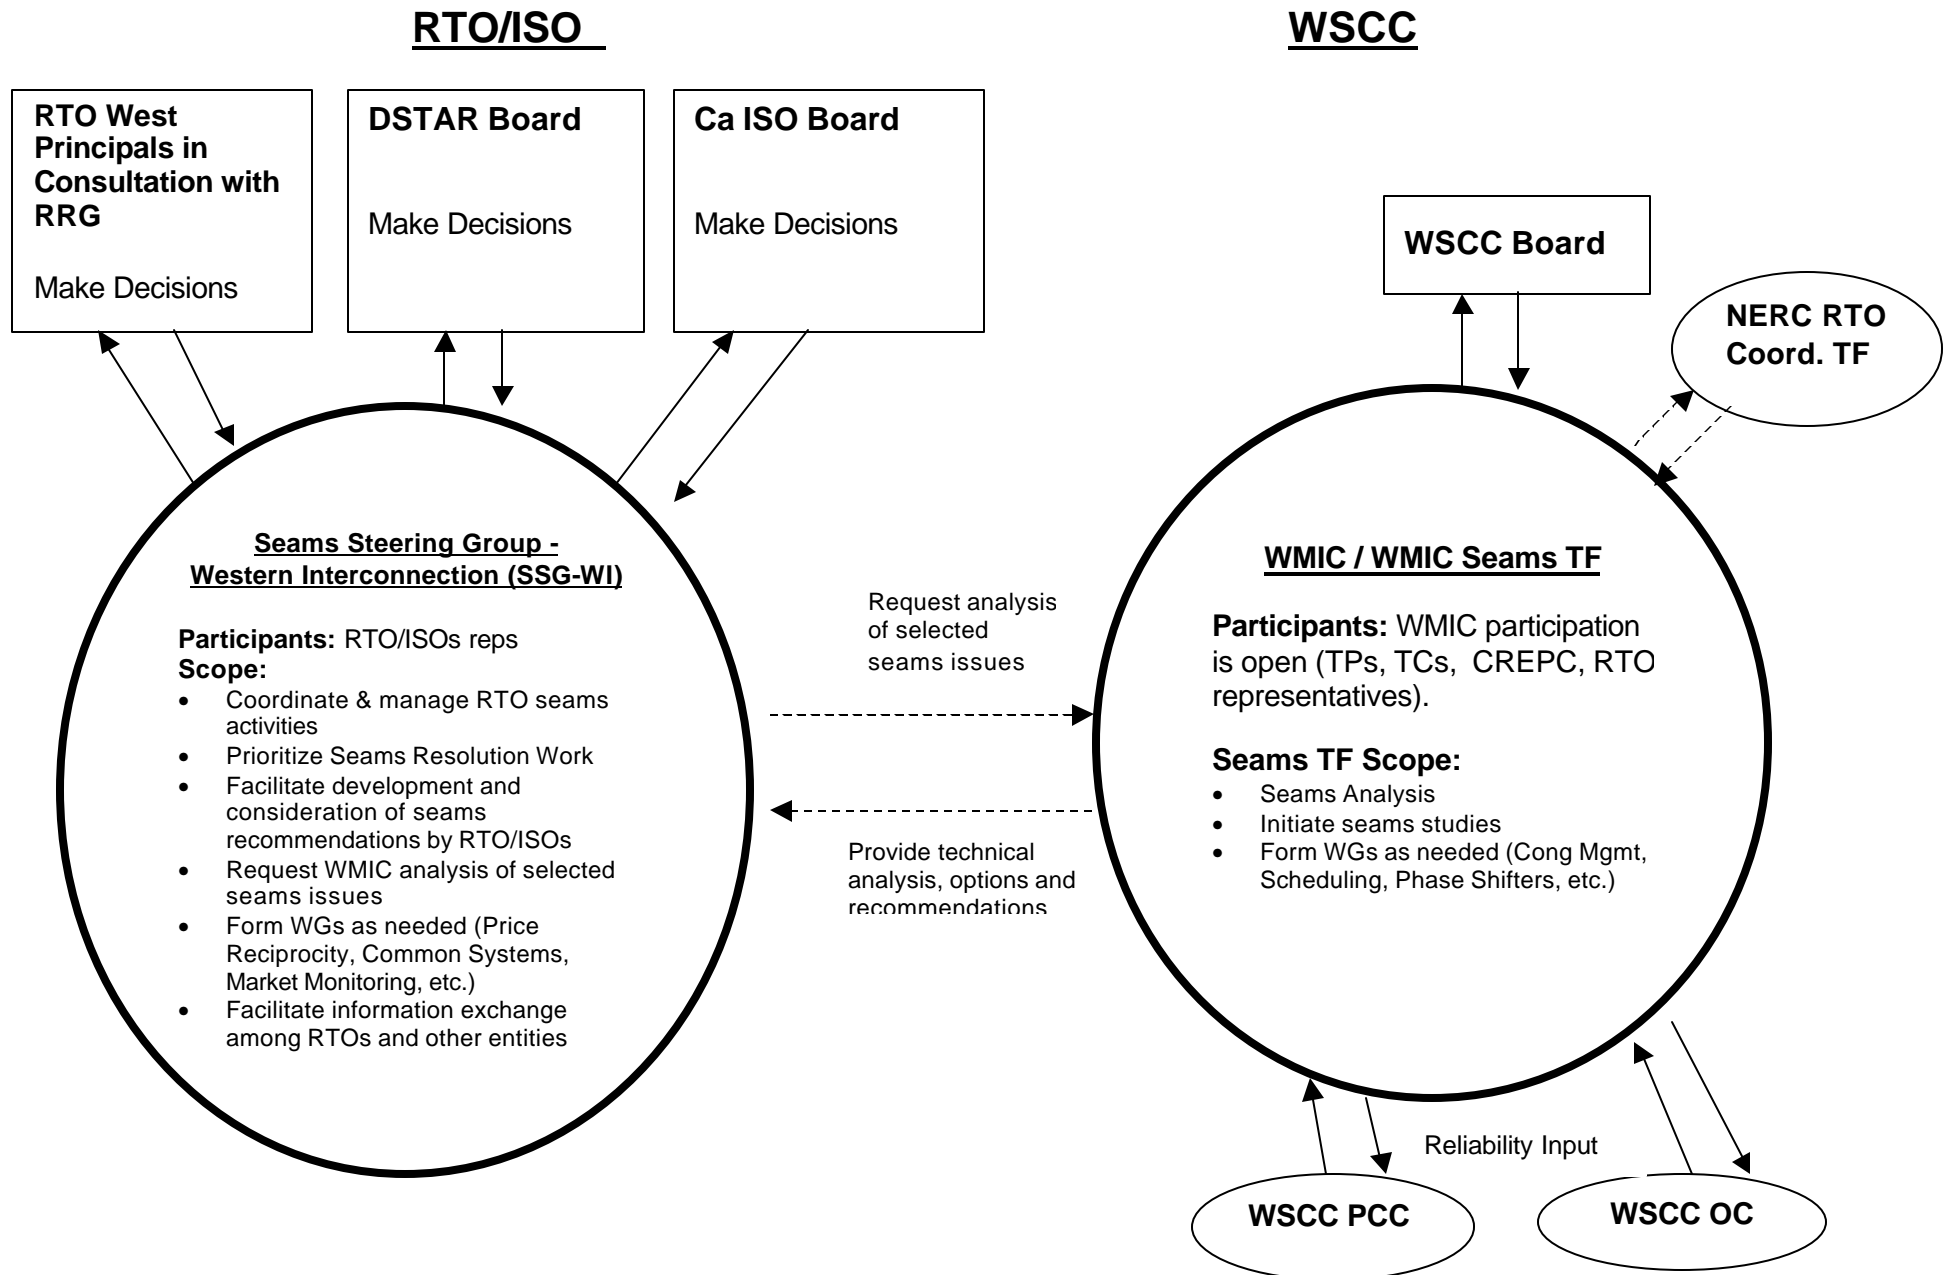 RTO/ISO
WSCC
RTO West
Principals in
Consultation with
RRG
Make Decisions
DSTAR Board
Make Decisions
Ca ISO Board
Make Decisions
WSCC Board
NERC RTO
Coord. TF
Seams Steering Group -
Western Interconnection (SSG-WI)
Participants: RTO/ISOs reps
Scope:
• Coordinate & manage RTO seams
activities
• Prioritize Seams Resolution Work
• Facilitate development and
consideration of seams
recommendations by RTO/ISOs
• Request WMIC analysis of selected
seams issues
• Form WGs as needed (Price
Reciprocity, Common Systems,
Market Monitoring, etc.)
• Facilitate information exchange
among RTOs and other entities
Request analysis
of selected
seams issues
Provide technical
analysis, options and
recommendations
WMIC / WMIC Seams TF
Participants: WMIC participation
is open (TPs, TCs, CREPC, RTO
representatives).
Seams TF Scope:
• Seams Analysis
• Initiate seams studies
• Form WGs as needed (Cong Mgmt,
Scheduling, Phase Shifters, etc.)
Reliability Input
WSCC PCC
WSCC OC